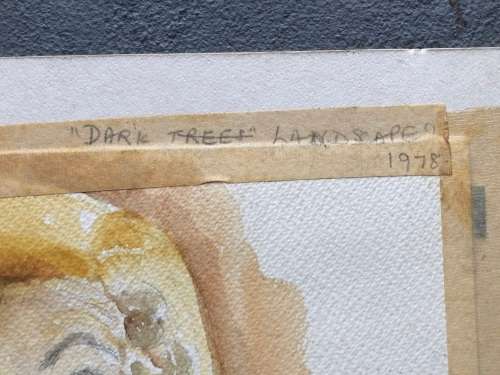 "DARK TREES" LANDSCAPE"
1978